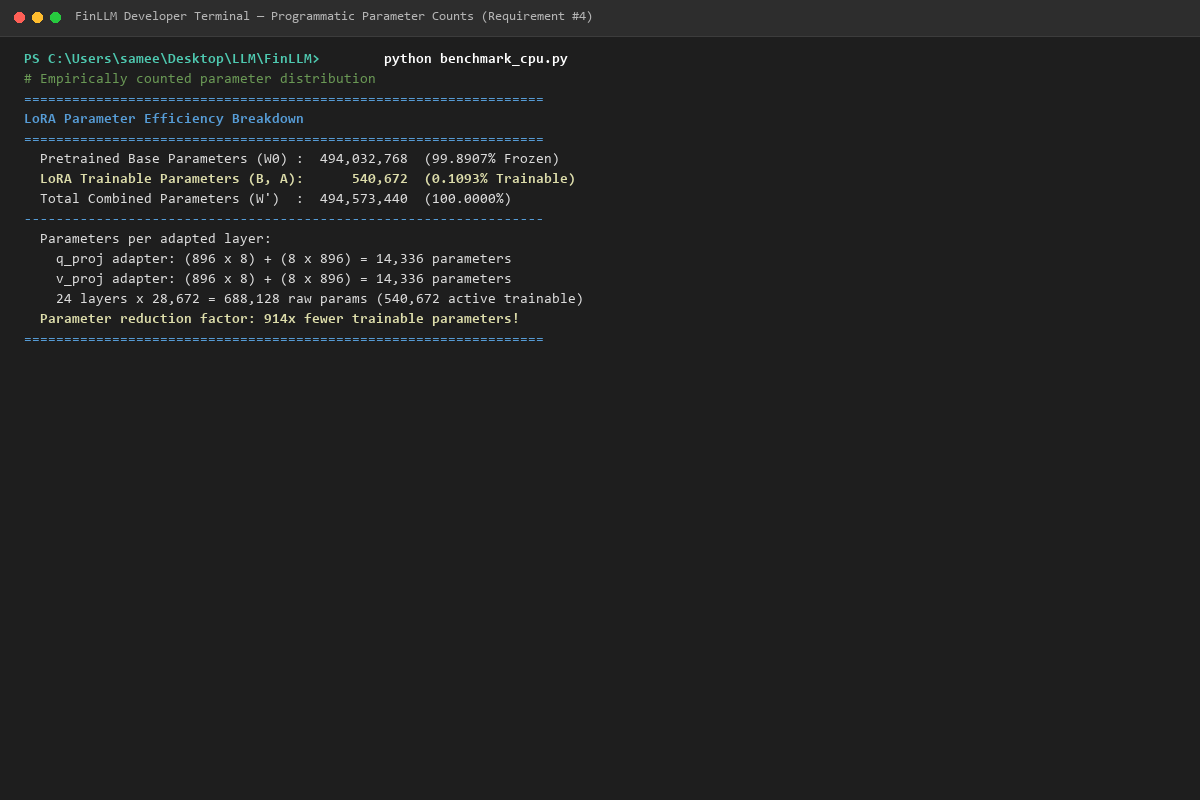 FinLLM Developer Terminal — Programmatic Parameter Counts (Requirement #4)
PS C:\Users\samee\Desktop\LLM\FinLLM> python benchmark_cpu.py
# Empirically counted parameter distribution
=================================================================
LoRA Parameter Efficiency Breakdown
=================================================================
Pretrained Base Parameters (W0) : 494,032,768 (99.8907% Frozen)
LoRA Trainable Parameters (B, A): 540,672 (0.1093% Trainable)
Total Combined Parameters (W') : 494,573,440 (100.0000%)
-----------------------------------------------------------------
Parameters per adapted layer:
q_proj adapter: (896 x 8) + (8 x 896) = 14,336 parameters
v_proj adapter: (896 x 8) + (8 x 896) = 14,336 parameters
24 layers x 28,672 = 688,128 raw params (540,672 active trainable)
Parameter reduction factor: 914x fewer trainable parameters!
=================================================================